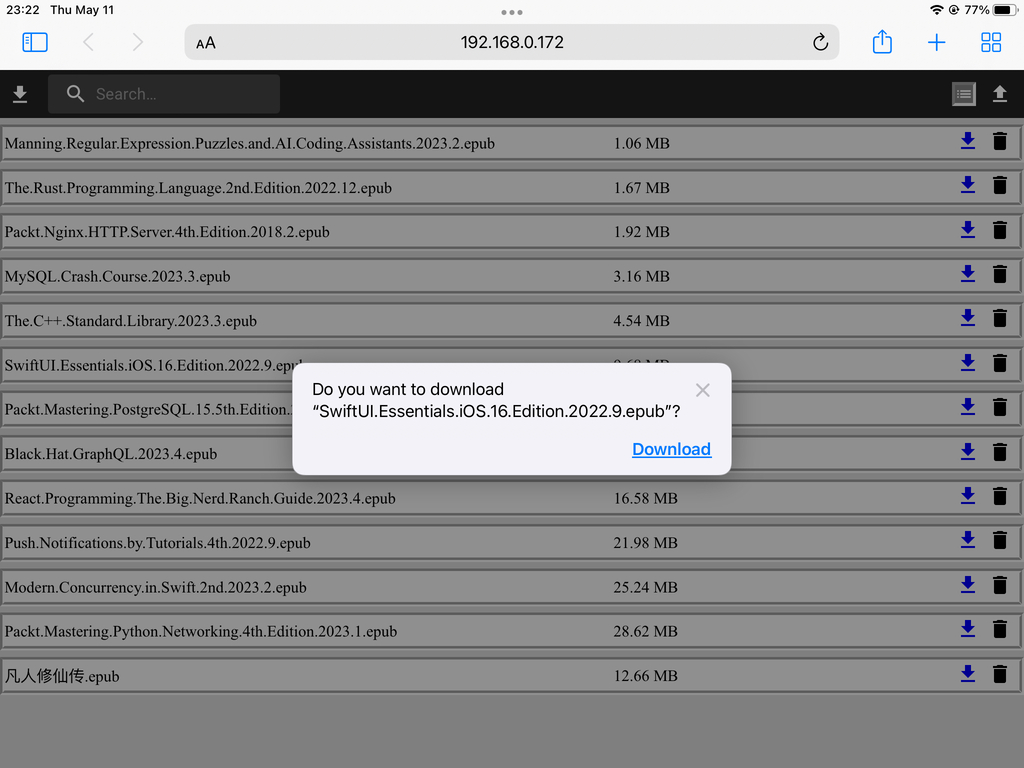 23:22 Thu May 11
77%
AA
192.168.0.172
Search...
Manning.Regular.Expression.Puzzles.and.AI.Coding.Assistants.2023.2.epub 1.06 MB
The.Rust.Programming.Language.2nd.Edition.2022.12.epub 1.67 MB
Packt.Nginx.HTTP.Server.4th.Edition.2018.2.epub 1.92 MB
MySQL.Crash.Course.2023.3.epub 3.16 MB
The.C++.Standard.Library.2023.3.epub 4.54 MB
SwiftUI.Essentials.iOS.16.Edition.2022.9.epub
Do you want to download
“SwiftUI.Essentials.iOS.16.Edition.2022.9.epub”?
Download
Packt.Mastering.PostgreSQL.15.5th.Edition.
Black.Hat.GraphQL.2023.4.epub
React.Programming.The.Big.Nerd.Ranch.Guide.2023.4.epub 16.58 MB
Push.Notifications.by.Tutorials.4th.2022.9.epub 21.98 MB
Modern.Concurrency.in.Swift.2nd.2023.2.epub 25.24 MB
Packt.Mastering.Python.Networking.4th.Edition.2023.1.epub 28.62 MB
凡人修仙传.epub 12.66 MB